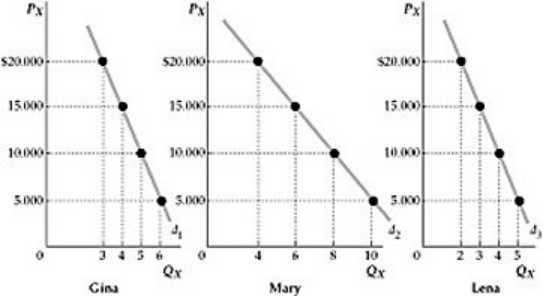 PX PX PX
$20.000 $20.000 $20.000
15.000 15.000 15.000
10.000 10.000 10.000
5.000 5.000 5.000
d1 d2 d3
0 3 4 5 6 0 4 6 8 10 0 2 3 4 5
QX QX QX
Gina Mary Lena